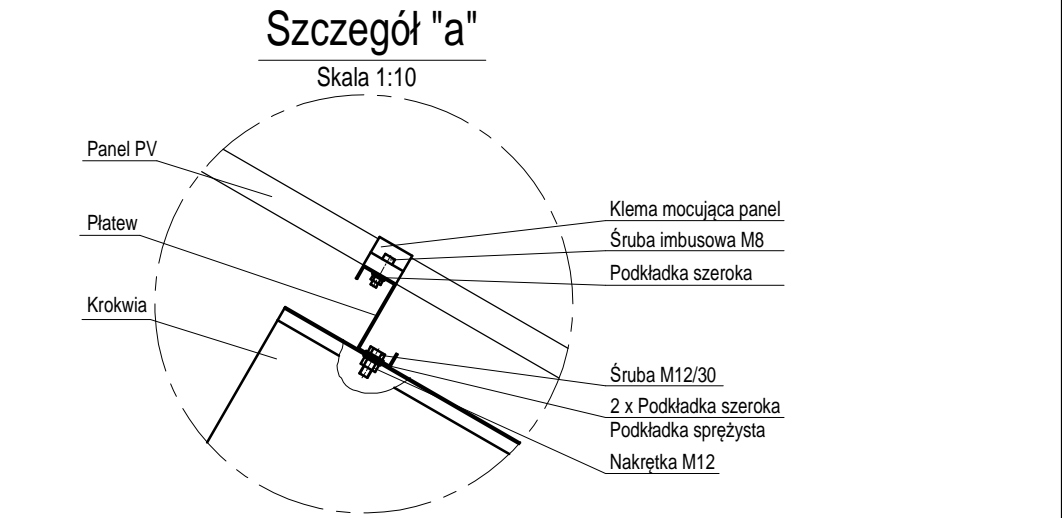 Szczegół "a"
Skala 1:10
Panel PV
Płatew
Krokwia
Klema mocująca panel
Śruba imbusowa M8
Podkładka szeroka
Śruba M12/30
2 x Podkładka szeroka
Podkładka sprężysta
Nakrętka M12